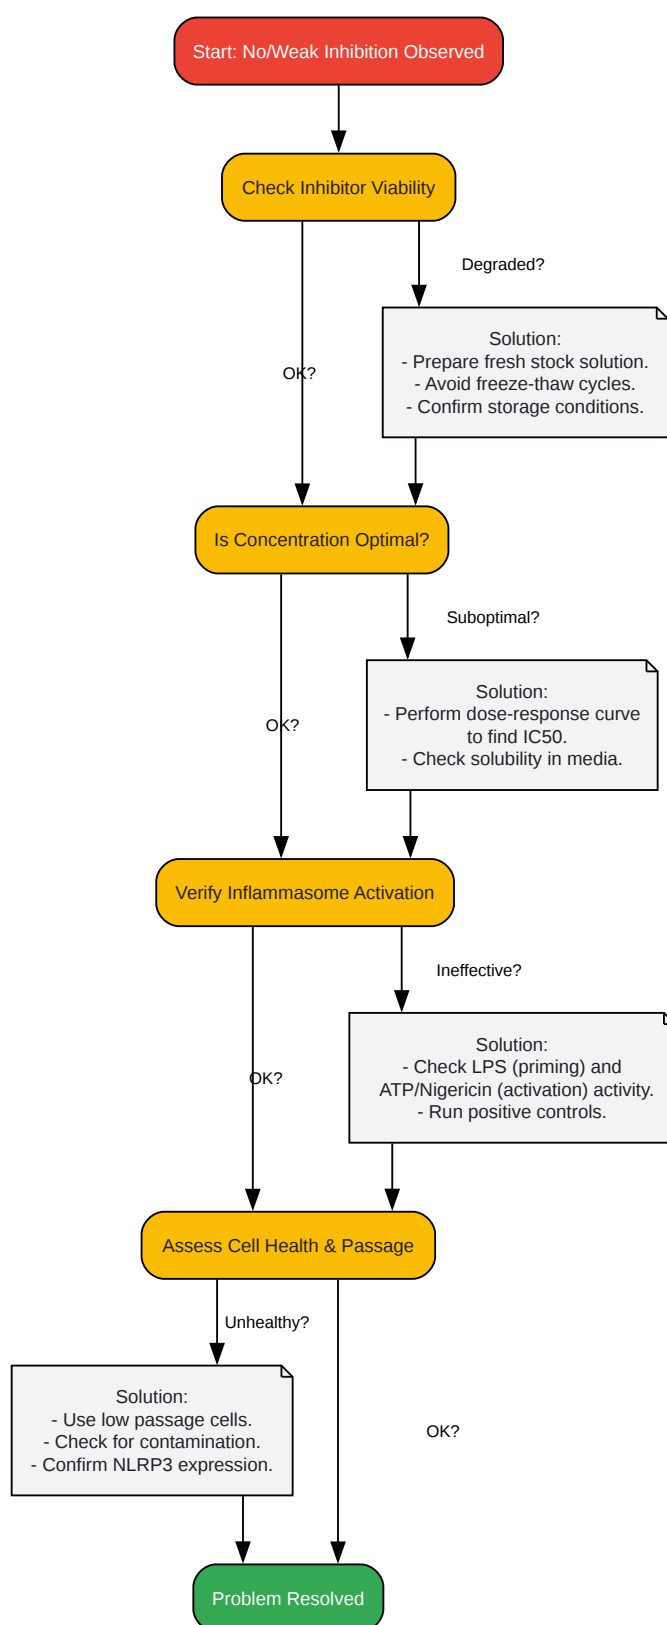 Start: No/Weak Inhibition Observed
Check Inhibitor Viability
Degraded?
Solution:
- Prepare fresh stock solution.
- Avoid freeze-thaw cycles.
- Confirm storage conditions.
OK?
Is Concentration Optimal?
Suboptimal?
Solution:
- Perform dose-response curve
to find IC50.
- Check solubility in media.
OK?
Verify Inflammasome Activation
Ineffective?
Solution:
- Check LPS (priming) and
ATP/Nigericin (activation) activity.
- Run positive controls.
OK?
Assess Cell Health & Passage
Unhealthy?
Solution:
- Use low passage cells.
- Check for contamination.
- Confirm NLRP3 expression.
OK?
Problem Resolved